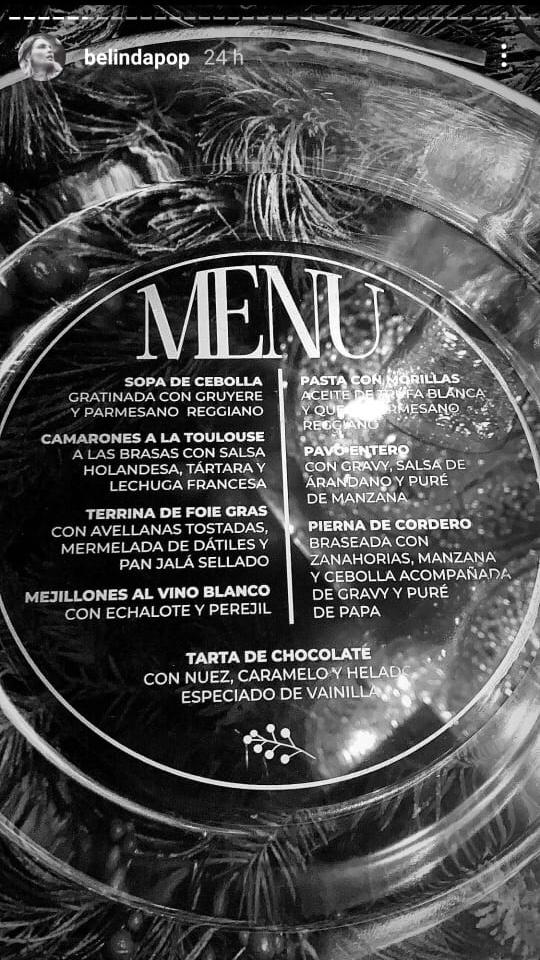 belindapop 24 h
MENU
SOPA DE CEBOLLA
GRATINADA CON GRUYERE
Y PARMESANO REGGIANO
CAMARONES A LA TOULOUSE
A LAS BRASAS CON SALSA
HOLANDESA, TÁRTARA Y
LECHUGA FRANCESA
TERRINA DE FOIE GRAS
CON AVELLANAS TOSTADAS,
MERMELADA DE DÁTILES Y
PAN JALÁ SELLADO
MEJILLONES AL VINO BLANCO
CON ECHALOTE Y PEREJIL
PASTA CON MORILLAS
ACEITE DE TRUFA BLANCA
Y QUESO PARMESANO
REGGIANO
PAVO ENTERO
CON GRAVY, SALSA DE
ARANDANO Y PURÉ
DE MANZANA
PIERNA DE CORDERO
BRASEADA CON
ZANAHORIAS, MANZANA
Y CEBOLLA ACOMPAÑADA
DE GRAVY Y PURÉ
DE PAPA
TARTA DE CHOCOLATE
CON NUEZ, CARAMELO Y HELADO
ESPECIADO DE VAINILLA